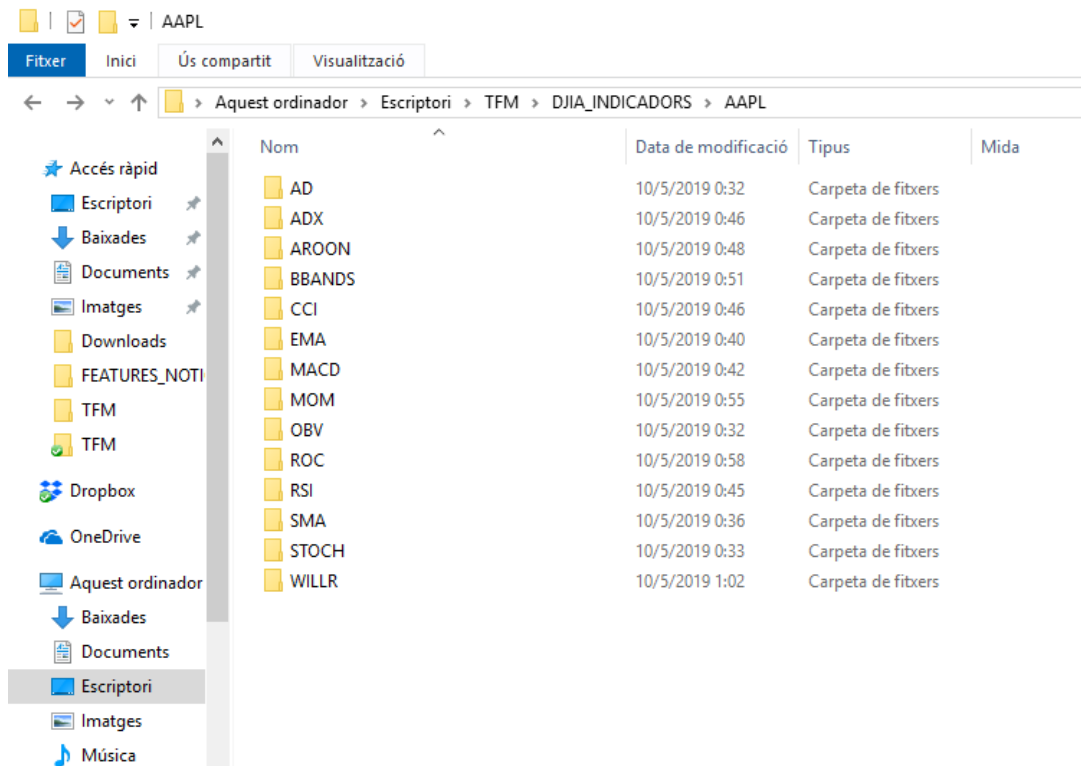 AAPL
Fitxer Inici Ús compartit Visualització
Aquest ordinador > Escriptori > TFM > DJIA_INDICADORS > AAPL
Accés ràpid
Escriptori
Baixades
Documents
Imatges
Downloads
FEATURES_NOTI
TFM
TFM
Dropbox
OneDrive
Aquest ordinador
Baixades
Documents
Escriptori
Imatges
Música
Nom Data de modificació Tipus Mida
AD 10/5/2019 0:32 Carpeta de fitxers
ADX 10/5/2019 0:46 Carpeta de fitxers
AROON 10/5/2019 0:48 Carpeta de fitxers
BBANDS 10/5/2019 0:51 Carpeta de fitxers
CCI 10/5/2019 0:46 Carpeta de fitxers
EMA 10/5/2019 0:40 Carpeta de fitxers
MACD 10/5/2019 0:42 Carpeta de fitxers
MOM 10/5/2019 0:55 Carpeta de fitxers
OBV 10/5/2019 0:32 Carpeta de fitxers
ROC 10/5/2019 0:58 Carpeta de fitxers
RSI 10/5/2019 0:45 Carpeta de fitxers
SMA 10/5/2019 0:36 Carpeta de fitxers
STOCH 10/5/2019 0:33 Carpeta de fitxers
WILLR 10/5/2019 1:02 Carpeta de fitxers